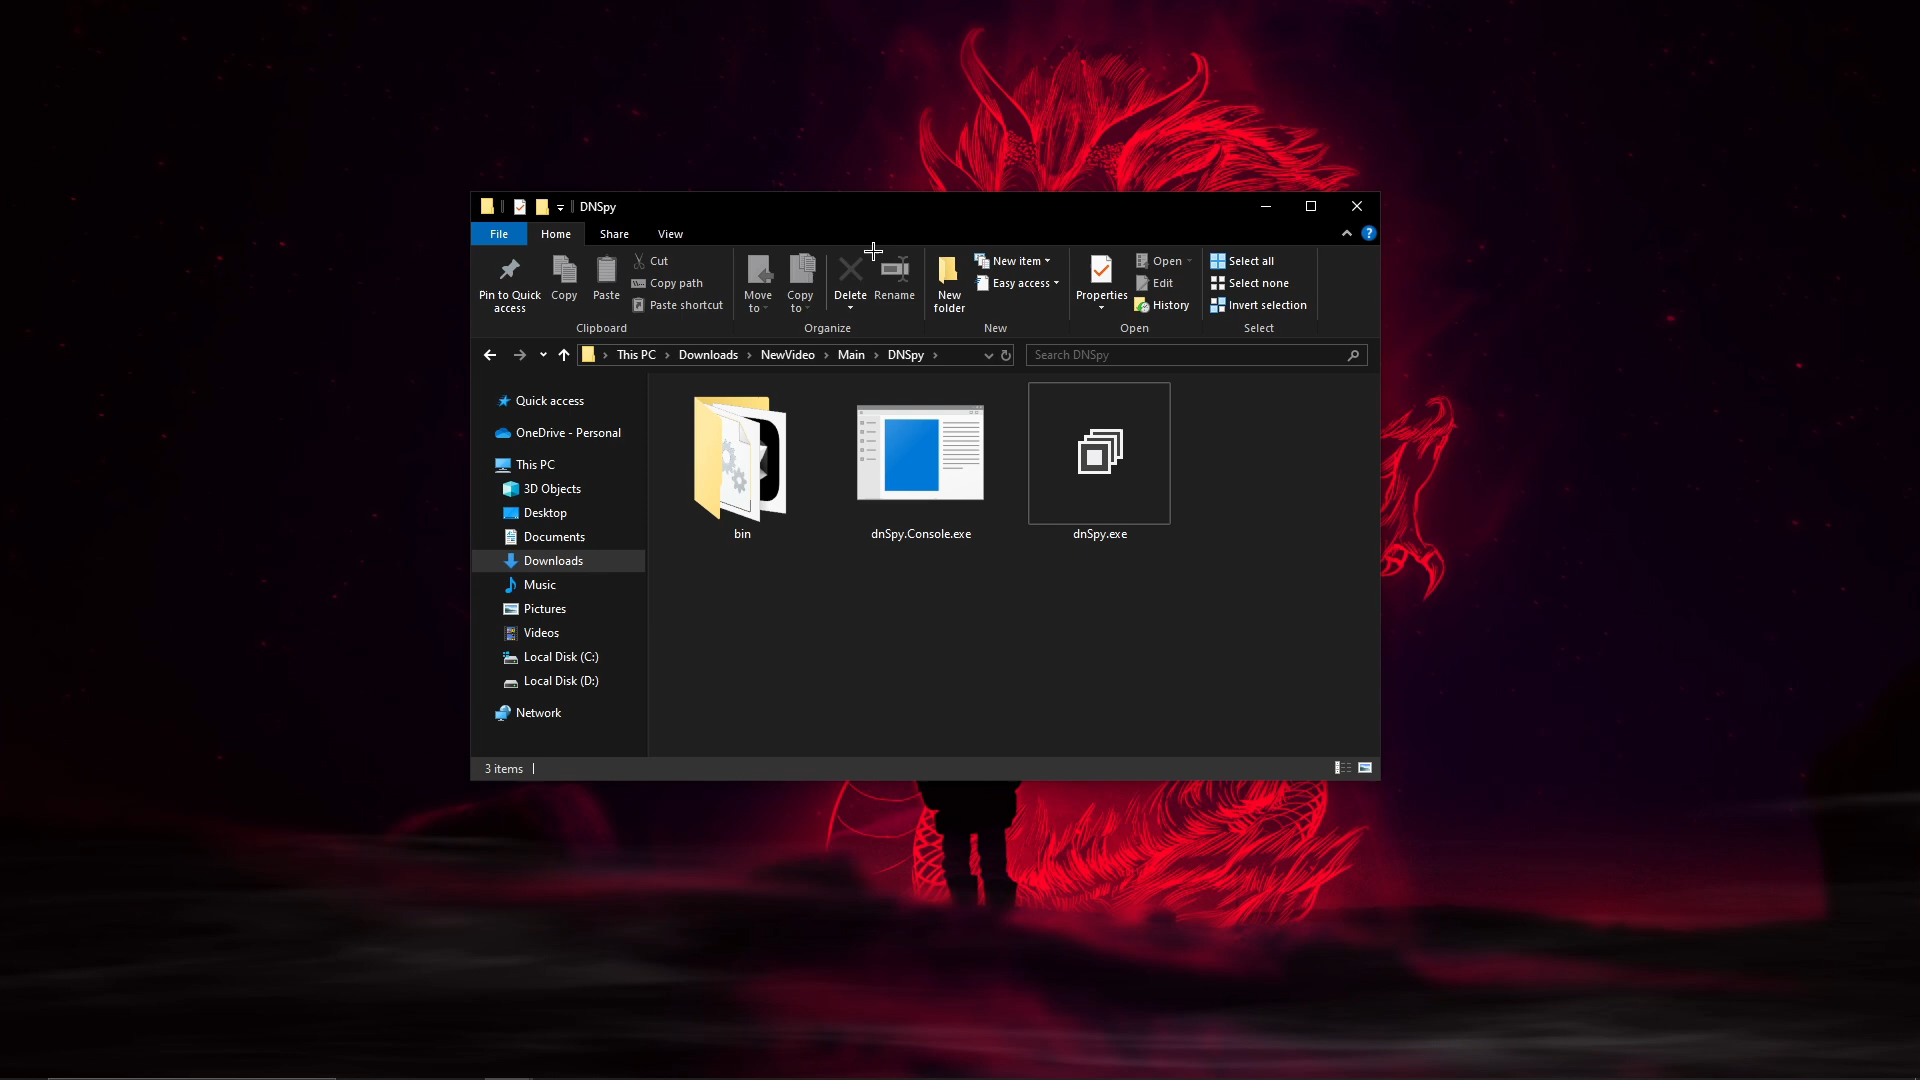 DNSpy
File Home Share View
Pin to Quick access
Copy
Paste
Cut
Copy path
Paste shortcut
Clipboard
Move to
Copy to
Delete
Rename
Organize
New folder
New item
Easy access
New
Properties
Open
Edit
History
Open
Select all
Select none
Invert selection
Select
This PC Downloads NewVideo Main DNSpy
Search DNSpy
Quick access
OneDrive - Personal
This PC
3D Objects
Desktop
Documents
Downloads
Music
Pictures
Videos
Local Disk (C:)
Local Disk (D:)
Network
bin
dnSpy.Console.exe
dnSpy.exe
3 items